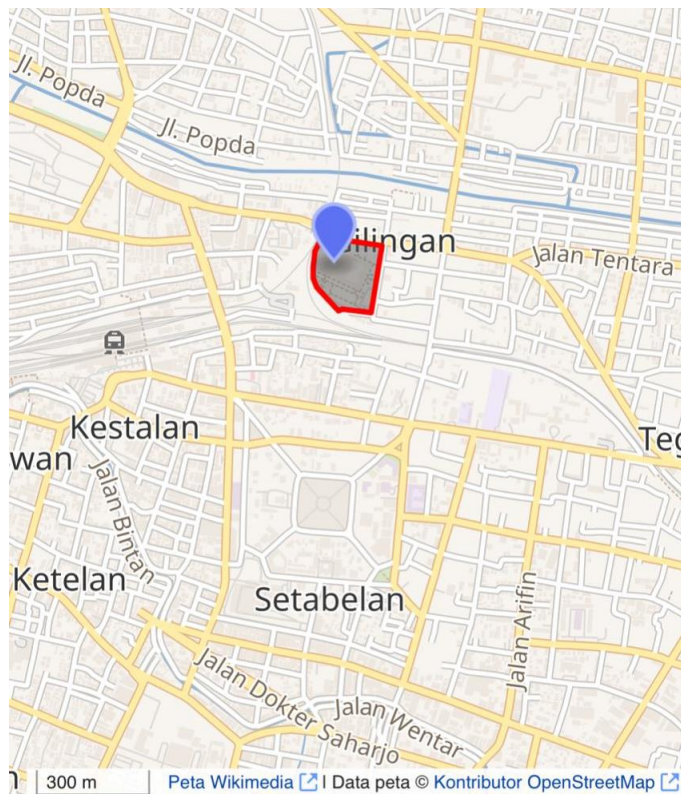 Jl. Popda
Jl. Popda
ilingan
Jalan Tentara
Kestalan
wan
Teg
Jalan Bintan
Ketelan
Setabelan
Jalan Arifin
Jalan Dokter Saharjo
Jalan Wentar
n
300 m
Peta Wikimedia | Data peta © Kontributor OpenStreetMap